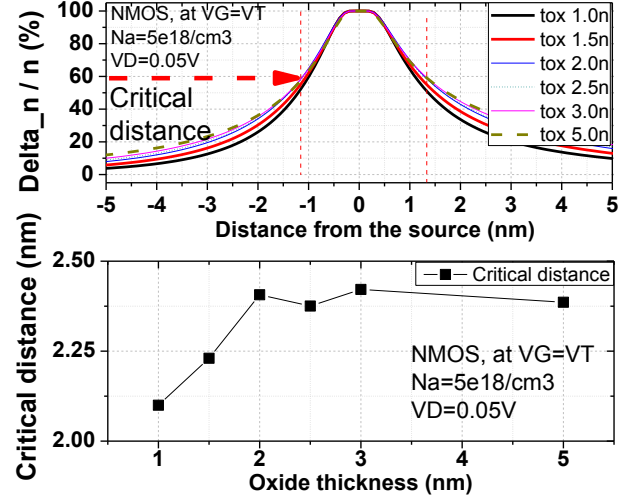 Delta_n / n (%)
100
80
60
40
20
0
NMOS, at VG=VT
Na=5e18/cm3
VD=0.05V
Critical
distance
tox 1.0n
tox 1.5n
tox 2.0n
tox 2.5n
tox 3.0n
tox 5.0n
-5 -4 -3 -2 -1 0 1 2 3 4 5
Distance from the source (nm)
Critical distance (nm)
2.50
2.25
2.00
Critical distance
NMOS, at VG=VT
Na=5e18/cm3
VD=0.05V
1 2 3 4 5
Oxide thickness (nm)